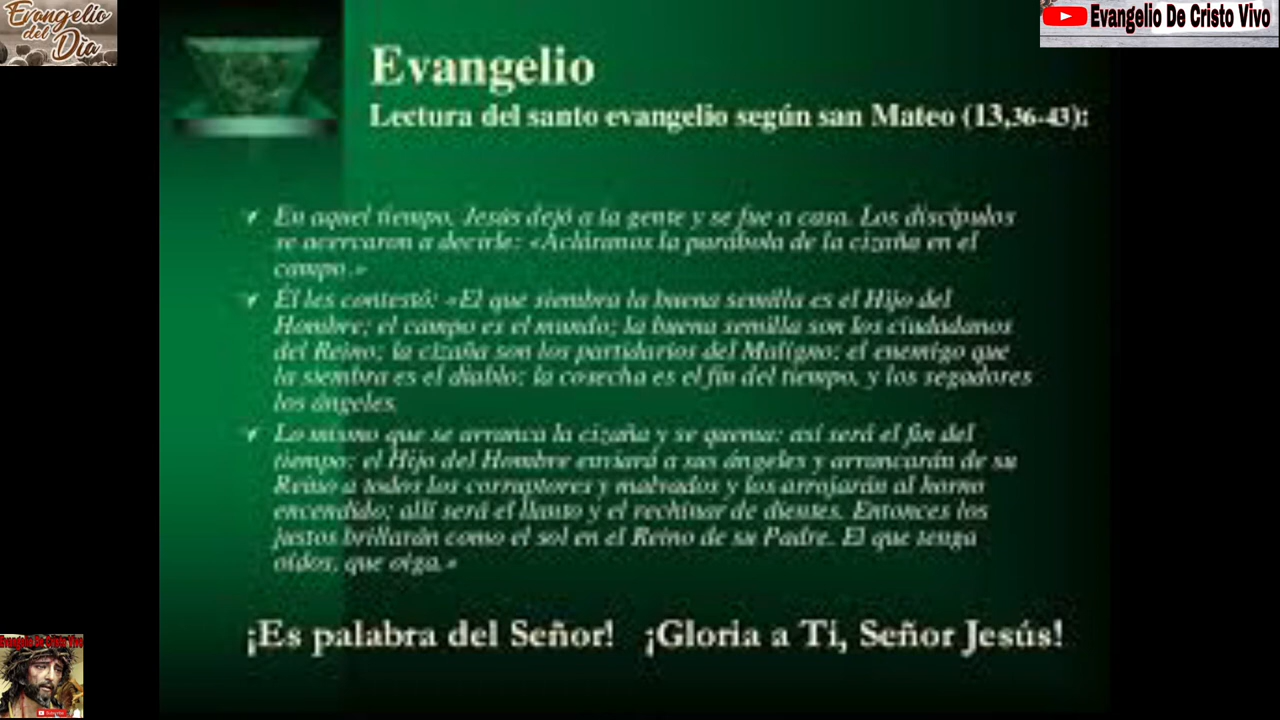 Evangelio
del
Día
Evangelio De Cristo Vivo
Evangelio
Lectura del santo evangelio según san Mateo (13,36-43):
En aquel tiempo, Jesús dejó a la gente y se fue a casa. Los discípulos
se acercaron a decirle: «Acláranos la parábola de la cizaña en el
campo.»
Él les contestó: «El que siembra la buena semilla es el Hijo del
Hombre; el campo es el mundo; la buena semilla son los ciudadanos
del Reino; la cizaña son los partidarios del Maligno; el enemigo que
la siembra es el diablo; la cosecha es el fin del tiempo, y los segadores
los ángeles.
Lo mismo que se arranca la cizaña y se quema: así será el fin del
tiempo: el Hijo del Hombre enviará a sus ángeles y arrancarán de su
Reino a todos los corruptores y malvados y los arrojarán al horno
encendido; allí será el llanto y el rechinar de dientes. Entonces los
justos brillarán como el sol en el Reino de su Padre. El que tenga
oídos, que oiga.»
¡Es palabra del Señor! ¡Gloria a Ti, Señor Jesús!
Evangelio De Cristo Vivo